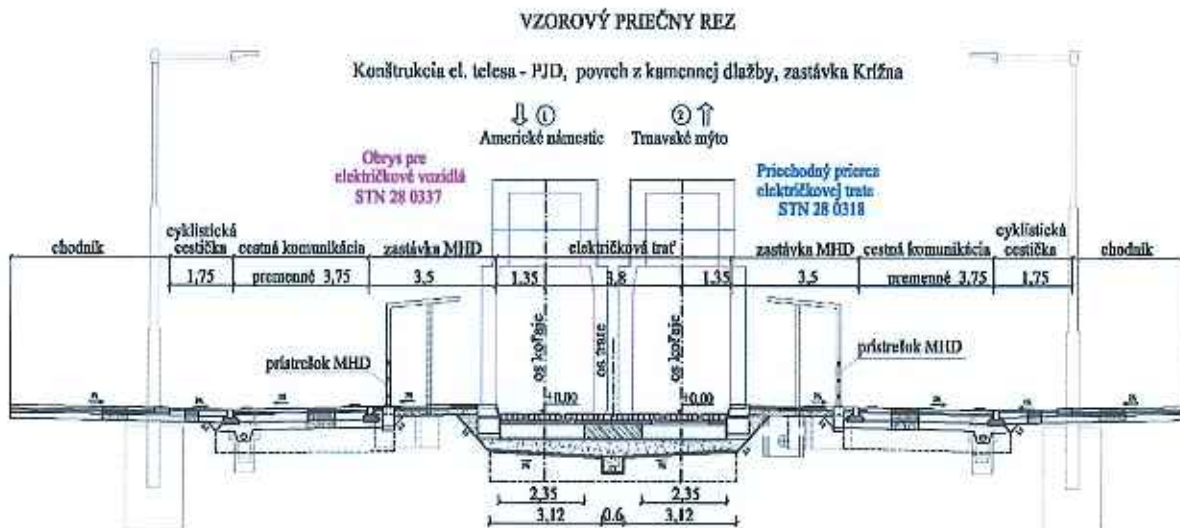 VZOROVÝ PRIEČNY REZ
Konštrukcia el. telesa - PJD, povrch z kamennej dlažby, zastávka Krížna
⇩ ① ② ⇧
Americké námestie Trnavské mýto
Obrys pre
električkové vozidlá
STN 28 0337
Priechodný prierez
električkovej trate
STN 28 0318
chodník cyklistická cestička cestná komunikácia zastávka MHD električková trať zastávka MHD cestná komunikácia cyklistická cestička chodník
1,75 premenné 3,75 3,5 1,35 3,8 1,35 3,5 premenné 3,75 1,75
os koľaje os trate os koľaje
prístrešok MHD prístrešok MHD
±0,00 ±0,00
2,35 2,35
3,12 0.6 3,12